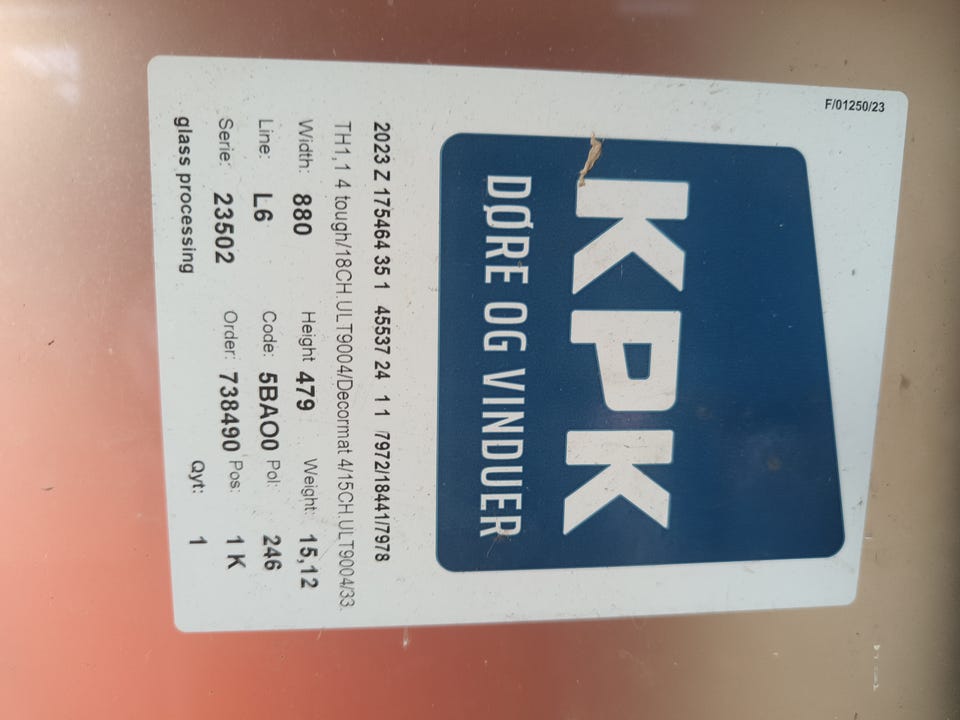 F/01250/23
KPK
DØRE OG VINDUER
2023 Z 175464 35 1 45537 24 1 1 7972/18441/7978
TH1,1 4 tough/18CH.ULT9004/Decormat 4/15CH.ULT9004/33.
Width: 880 Height 479 Weight: 15,12
Line: L6 Code: 5BAO0 Pol: 246
Serie: 23502 Order: 738490 Pos: 1 K
glass processing Qyt: 1